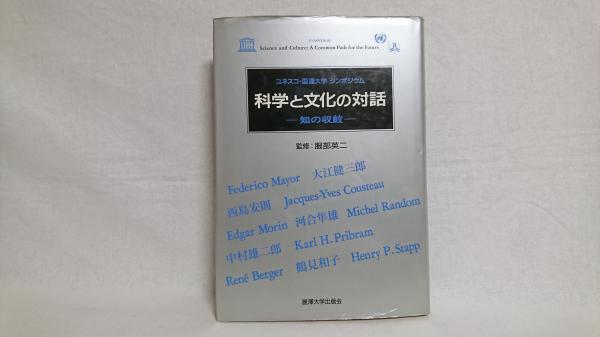 SYMPOSIUM
Science and Culture: A Common Path for the Future
ユネスコ・国連大学 シンポジウム
科学と文化の対話
―知の収斂―
監修：服部英二
Federico Mayor 大江健三郎
西島安則 Jacques-Yves Cousteau
Edgar Morin 河合隼雄 Michel Random
中村雄二郎 Karl H. Pribram
René Berger 鶴見和子 Henry P. Stapp
麗澤大学出版会